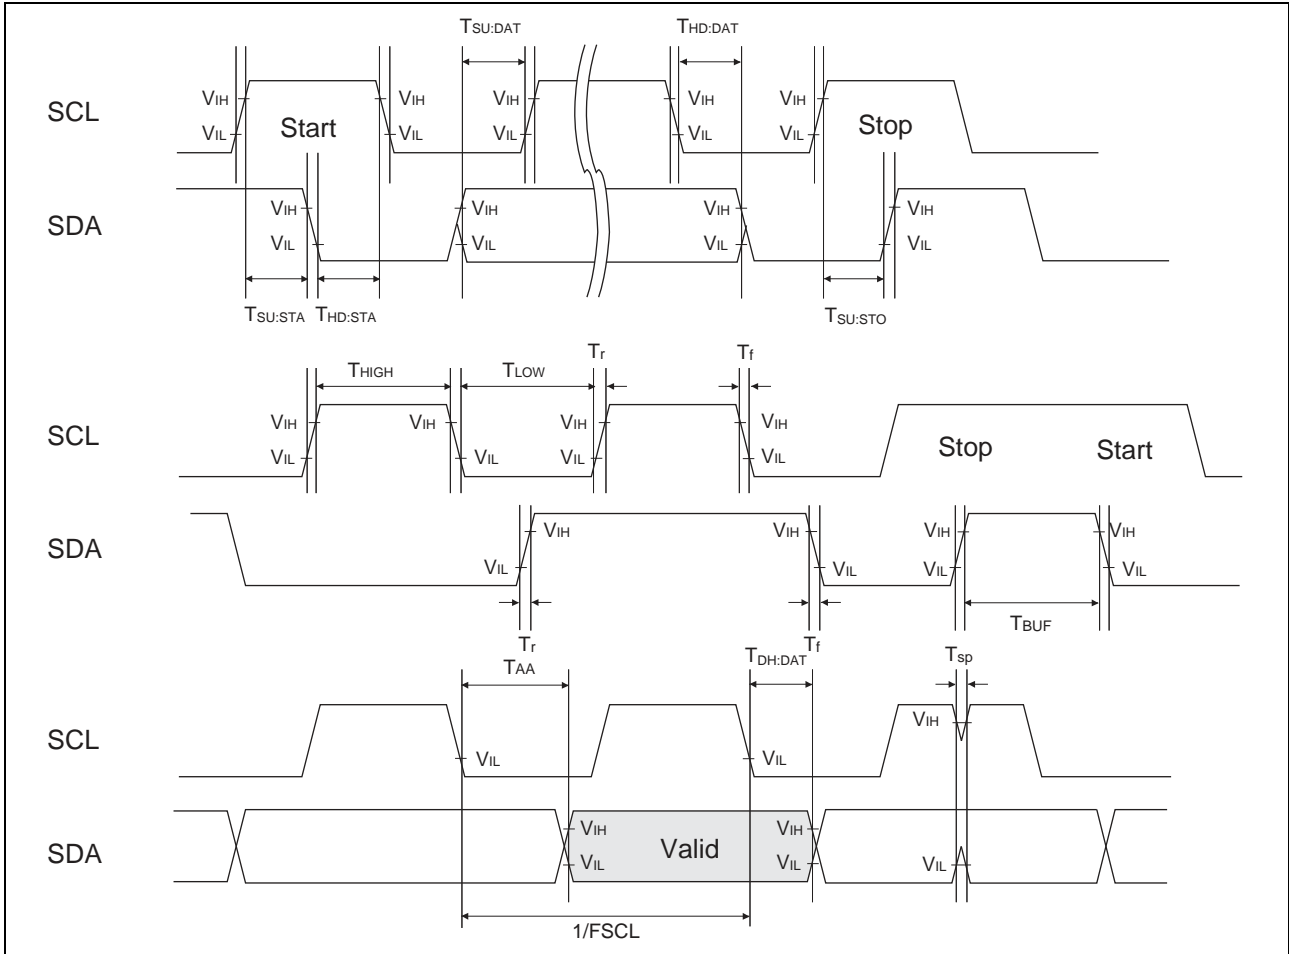 TSU:DAT THD:DAT
SCL VIH VIH VIH VIH VIH
VIL Start VIL VIL VIL VIL Stop
SDA VIH VIH VIH VIH
VIL VIL VIL VIL
TSU:STA THD:STA TSU:STO
THIGH TLOW Tr Tf
SCL VIH VIH VIH VIH
VIL VIL VIL VIL Stop Start
SDA VIH VIH VIH VIH
VIL VIL VIL VIL
Tr Tf TBUF
TAA TDH:DAT Tsp
SCL VIH
VIL VIL
SDA VIH Valid VIH
VIL VIL VIL
1/FSCL